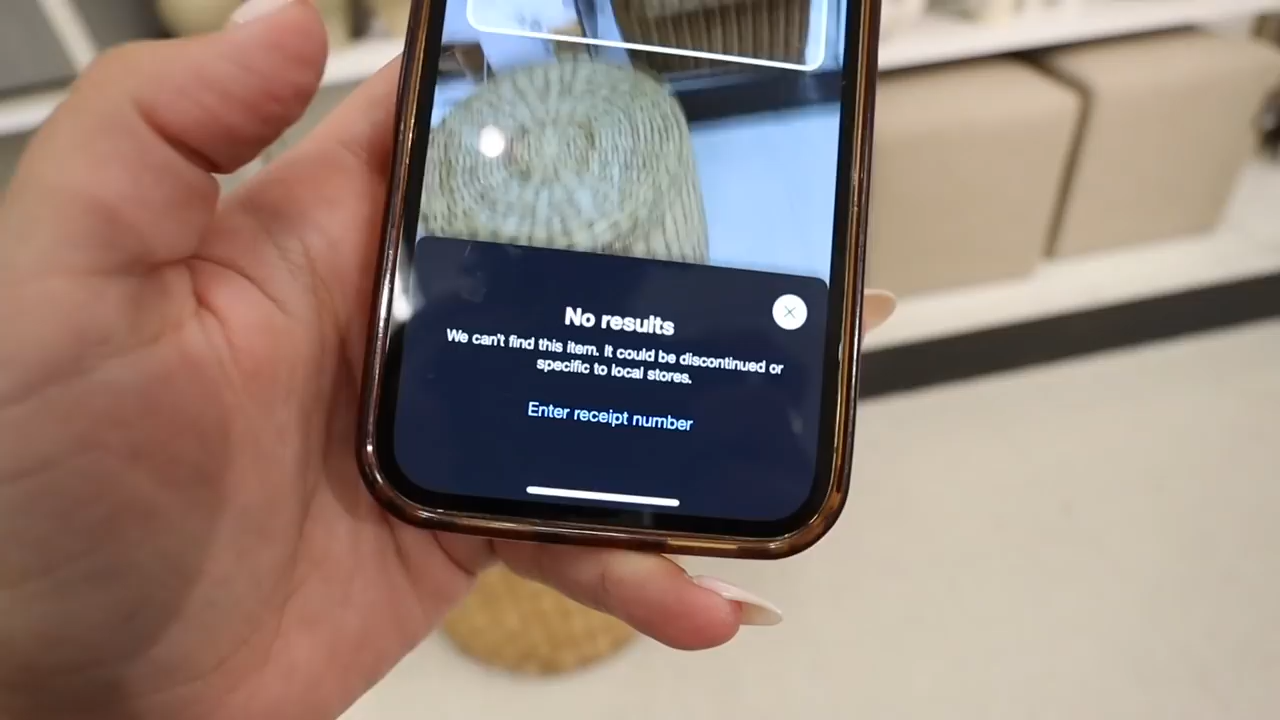 No results
We can't find this item. It could be discontinued or
specific to local stores.
Enter receipt number